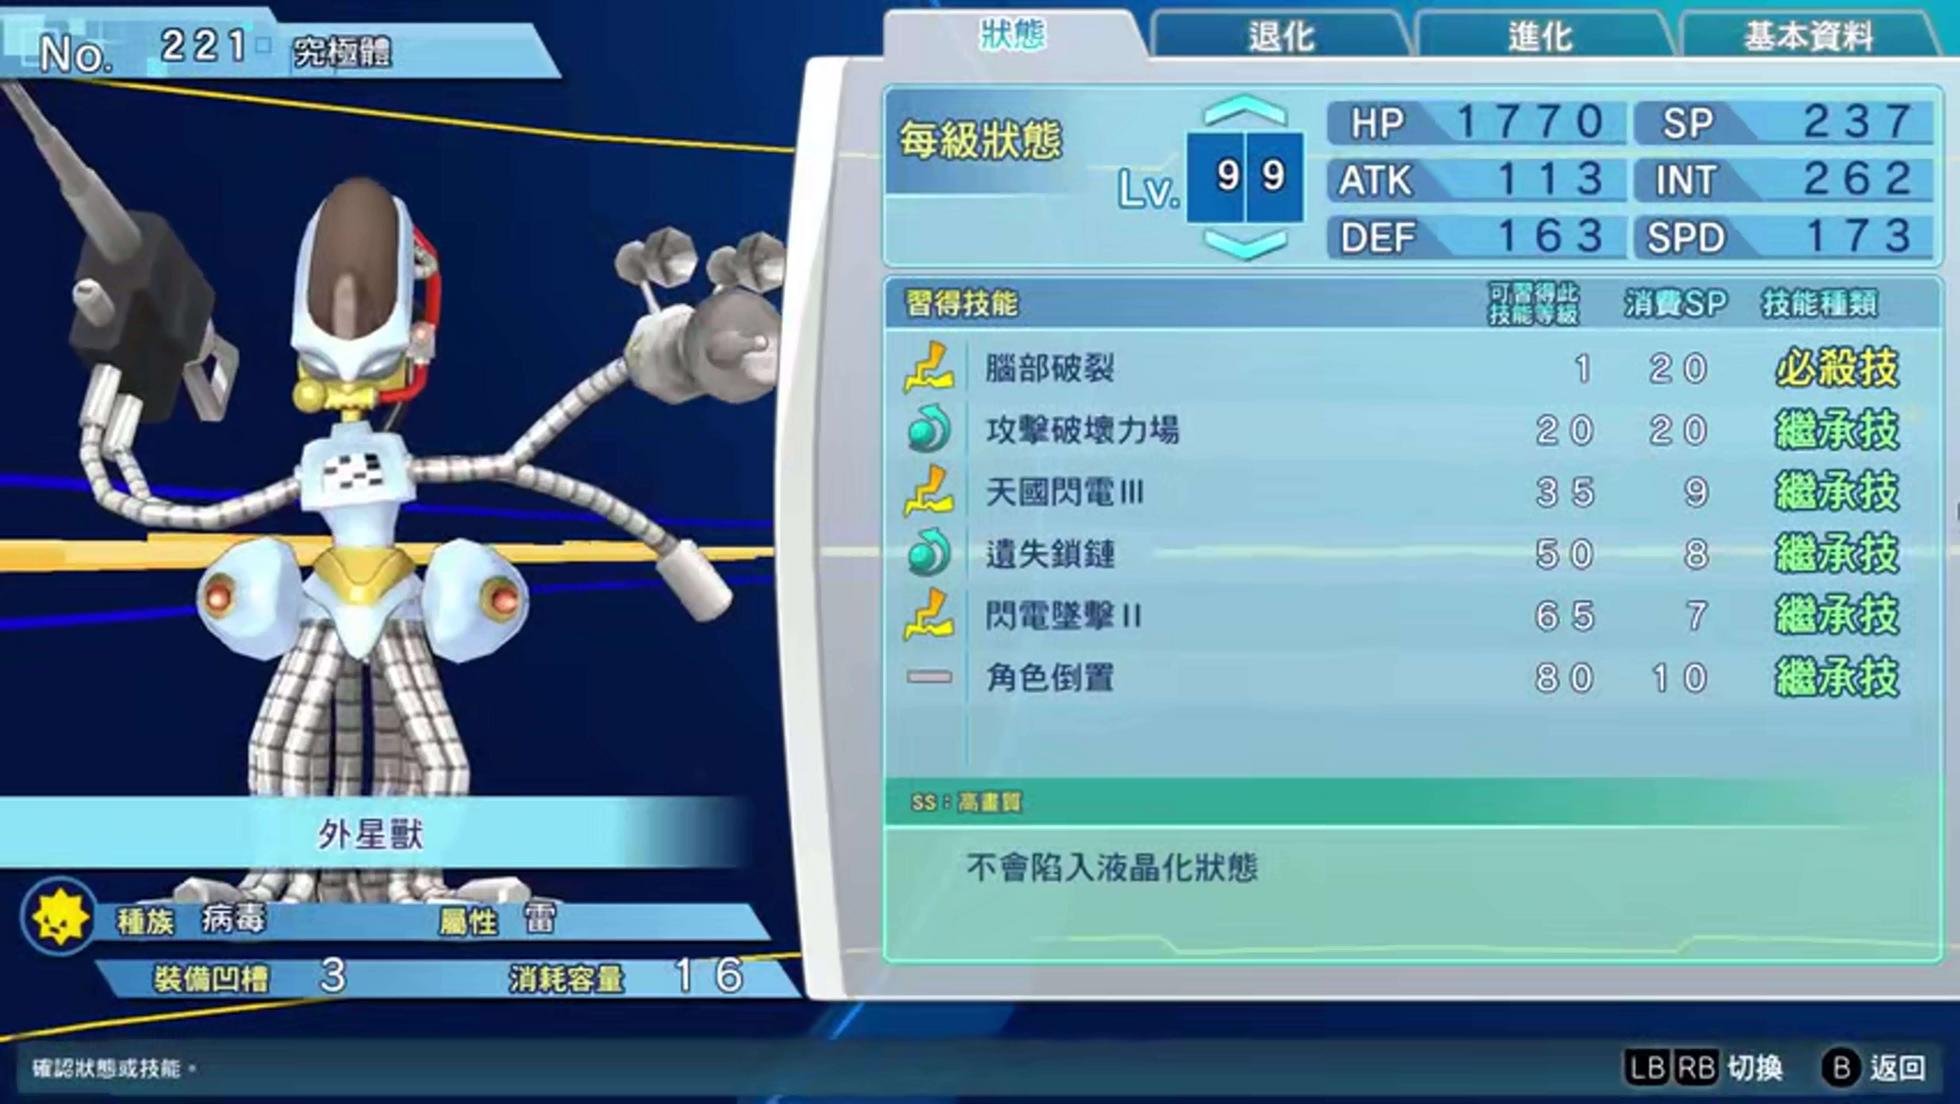 No. 221 究極體
狀態 退化 進化 基本資料
每級狀態
Lv. 99
HP 1770 SP 237
ATK 113 INT 262
DEF 163 SPD 173
習得技能 可習得此技能等級 消費SP 技能種類
腦部破裂 1 20 必殺技
攻擊破壞力場 20 20 繼承技
天國閃電III 35 9 繼承技
遺失鎖鏈 50 8 繼承技
閃電墜擊II 65 7 繼承技
角色倒置 80 10 繼承技
SS:高畫質
不會陷入液晶化狀態
外星獸
種族 病毒 屬性 雷
裝備凹槽 3 消耗容量 16
確認狀態或技能。
LB RB 切換 B 返回